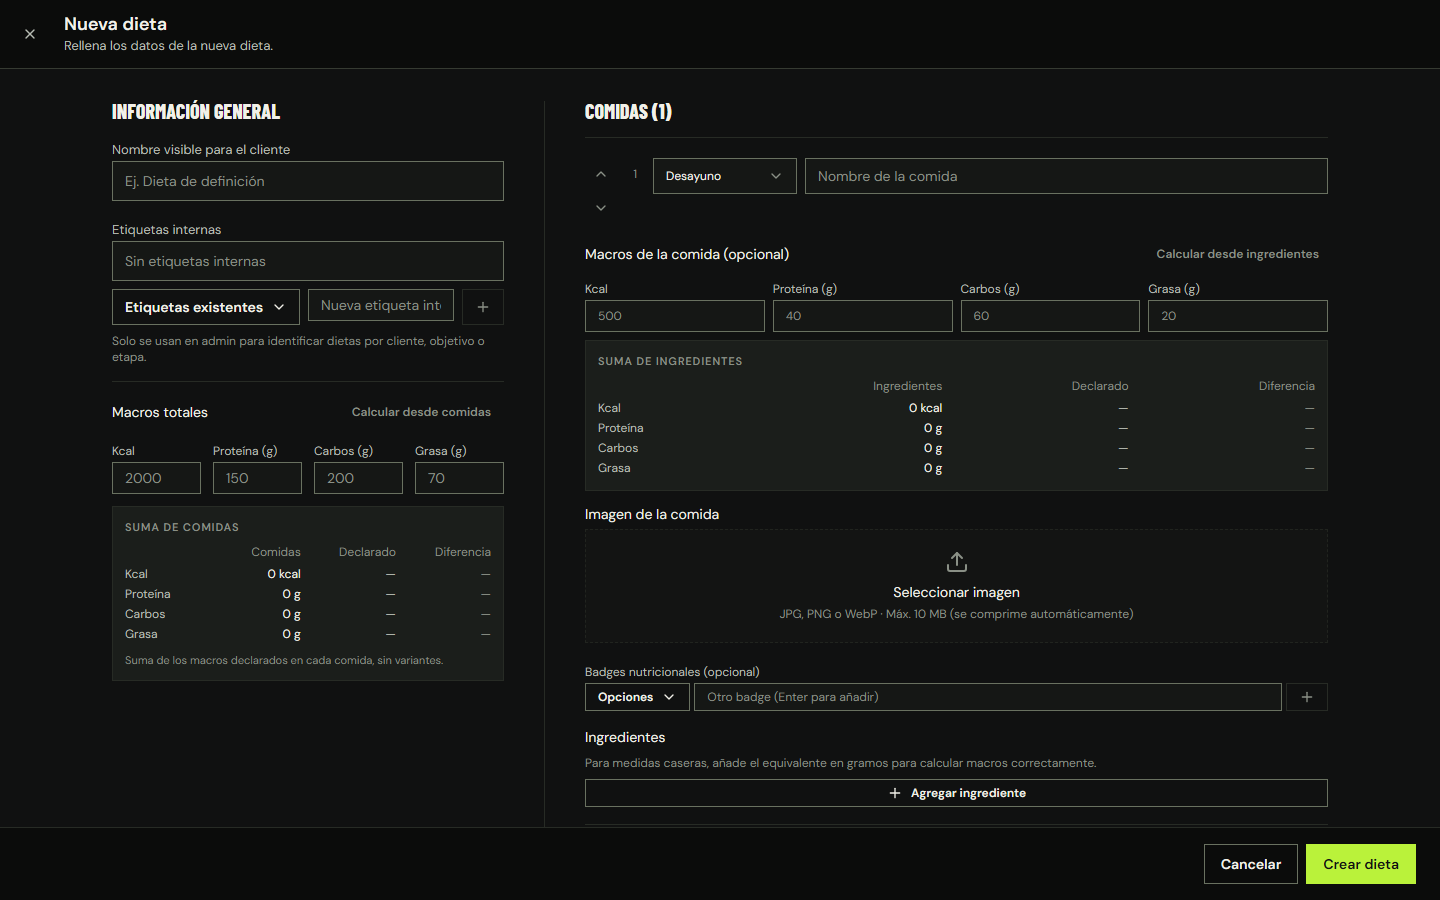 Nueva dieta
Rellena los datos de la nueva dieta.
INFORMACIÓN GENERAL
Nombre visible para el cliente
Ej. Dieta de definición
Etiquetas internas
Sin etiquetas internas
Etiquetas existentes
Nueva etiqueta int
Solo se usan en admin para identificar dietas por cliente, objetivo o
etapa.
Macros totales
Calcular desde comidas
Kcal Proteína (g) Carbos (g) Grasa (g)
2000 150 200 70
SUMA DE COMIDAS
Comidas Declarado Diferencia
Kcal 0 kcal — —
Proteína 0 g — —
Carbos 0 g — —
Grasa 0 g — —
Suma de los macros declarados en cada comida, sin variantes.
COMIDAS (1)
1 Desayuno Nombre de la comida
Macros de la comida (opcional)
Calcular desde ingredientes
Kcal Proteína (g) Carbos (g) Grasa (g)
500 40 60 20
SUMA DE INGREDIENTES
Ingredientes Declarado Diferencia
Kcal 0 kcal — —
Proteína 0 g — —
Carbos 0 g — —
Grasa 0 g — —
Imagen de la comida
Seleccionar imagen
JPG, PNG o WebP · Máx. 10 MB (se comprime automáticamente)
Badges nutricionales (opcional)
Opciones Otro badge (Enter para añadir)
Ingredientes
Para medidas caseras, añade el equivalente en gramos para calcular macros correctamente.
Agregar ingrediente
Cancelar
Crear dieta